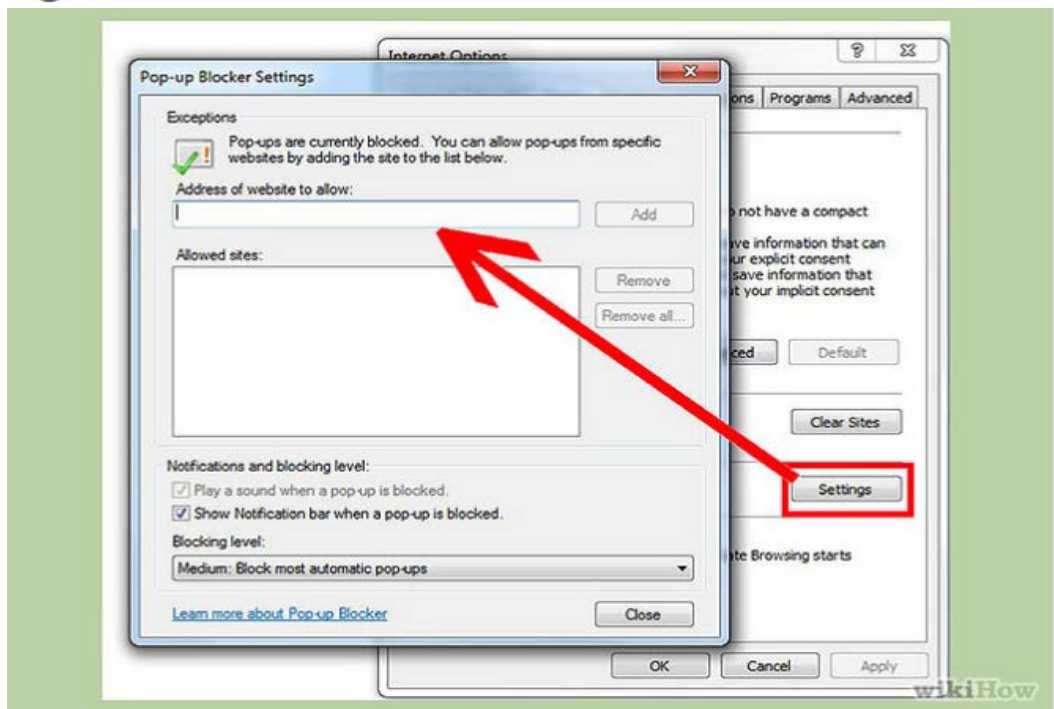 Internet Options
Pop-up Blocker Settings
ons Programs Advanced
Exceptions
Pop-ups are currently blocked. You can allow pop-ups from specific
websites by adding the site to the list below.
Address of website to allow:
Add
not have a compact
Allowed sites:
ve information that can
ur explicit consent
save information that
Remove
t your implicit consent
Remove all...
ced
Default
Clear Sites
Notifications and blocking level:
Play a sound when a pop-up is blocked.
Settings
Show Notification bar when a pop-up is blocked.
Blocking level:
te Browsing starts
Medium: Block most automatic pop-ups
Learn more about Pop-up Blocker
Close
OK
Cancel
Apply
wikiHow